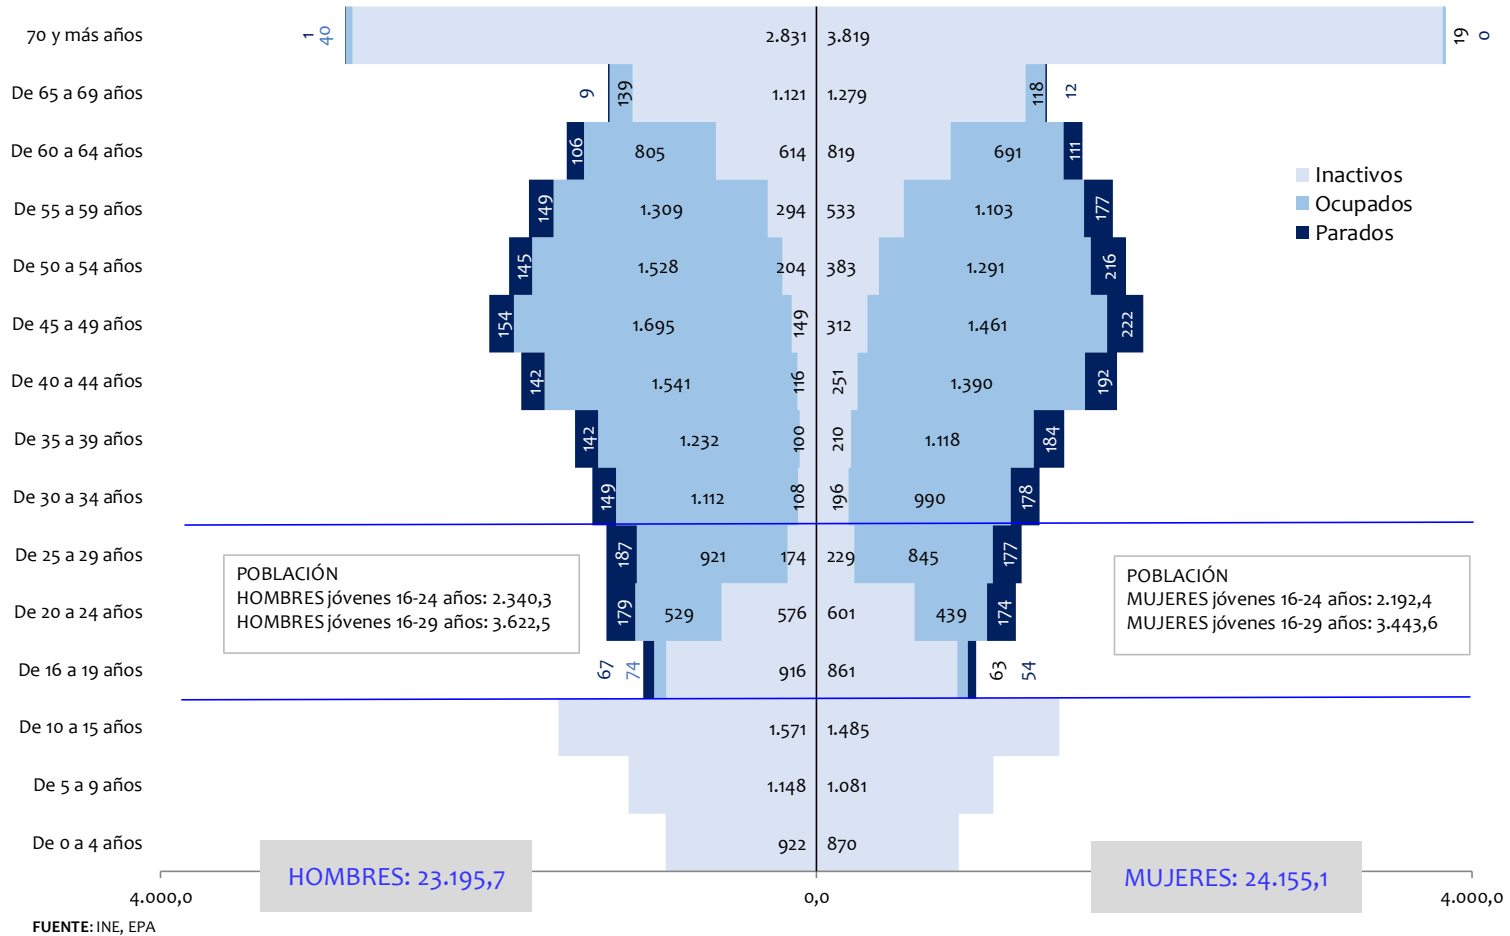 70 y más años 1 40 2.831 3.819 19 0
De 65 a 69 años 9 139 1.121 1.279 118 12
De 60 a 64 años 106 805 614 819 691 111
De 55 a 59 años 149 1.309 294 533 1.103 177
De 50 a 54 años 145 1.528 204 383 1.291 216
De 45 a 49 años 154 1.695 149 312 1.461 222
De 40 a 44 años 142 1.541 116 251 1.390 192
De 35 a 39 años 142 1.232 100 210 1.118 184
De 30 a 34 años 149 1.112 108 196 990 178
De 25 a 29 años 187 921 174 229 845 177
De 20 a 24 años 179 529 576 601 439 174
De 16 a 19 años 67 74 916 861 63 54
De 10 a 15 años 1.571 1.485
De 5 a 9 años 1.148 1.081
De 0 a 4 años 922 870
Inactivos
Ocupados
Parados
POBLACIÓN
HOMBRES jóvenes 16-24 años: 2.340,3
HOMBRES jóvenes 16-29 años: 3.622,5
POBLACIÓN
MUJERES jóvenes 16-24 años: 2.192,4
MUJERES jóvenes 16-29 años: 3.443,6
HOMBRES: 23.195,7
MUJERES: 24.155,1
4.000,0 0,0 4.000,0
FUENTE: INE, EPA